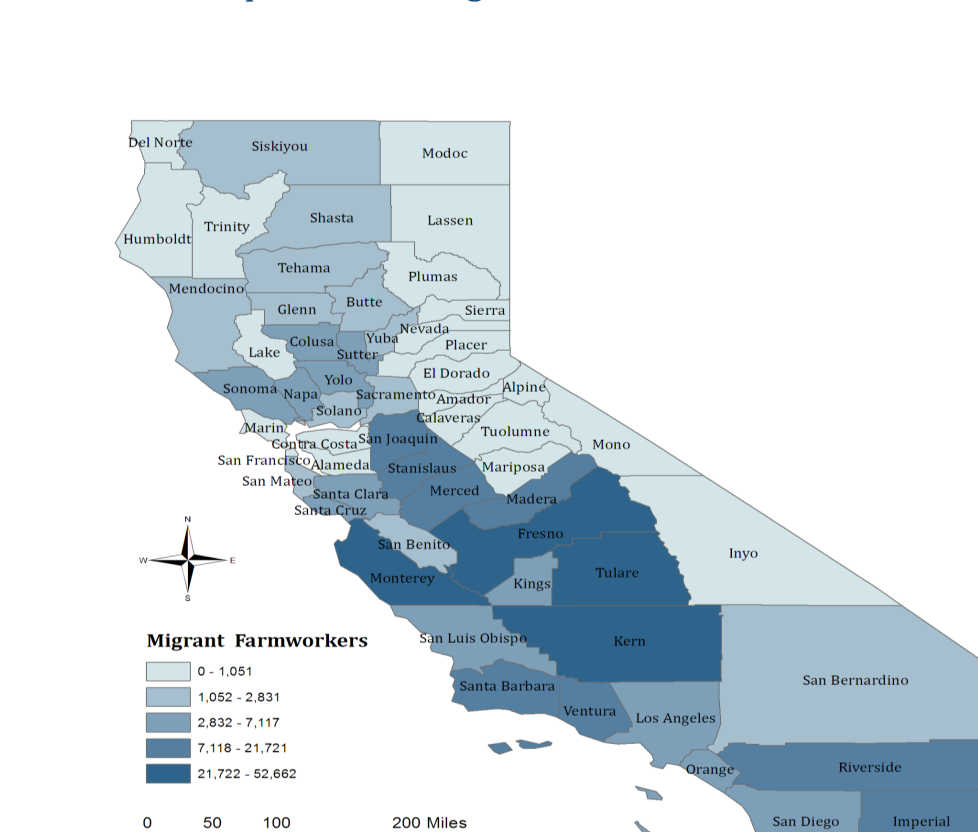 Del Norte
Siskiyou
Modoc
Humboldt
Trinity
Shasta
Lassen
Tehama
Plumas
Mendocino
Glenn
Butte
Sierra
Colusa
Yuba
Nevada
Lake
Sutter
Placer
Yolo
El Dorado
Sonoma
Napa
Sacramento
Amador
Alpine
Solano
Calaveras
Marin
Contra Costa
San Joaquin
Tuolumne
Mono
San Francisco
Alameda
Stanislaus
Mariposa
San Mateo
Santa Clara
Merced
Madera
Santa Cruz
San Benito
Fresno
Inyo
Monterey
Kings
Tulare
San Luis Obispo
Kern
San Bernardino
Santa Barbara
Ventura
Los Angeles
Orange
Riverside
San Diego
Imperial
N
W
E
S
Migrant Farmworkers
0 - 1,051
1,052 - 2,831
2,832 - 7,117
7,118 - 21,721
21,722 - 52,662
0 50 100 200 Miles